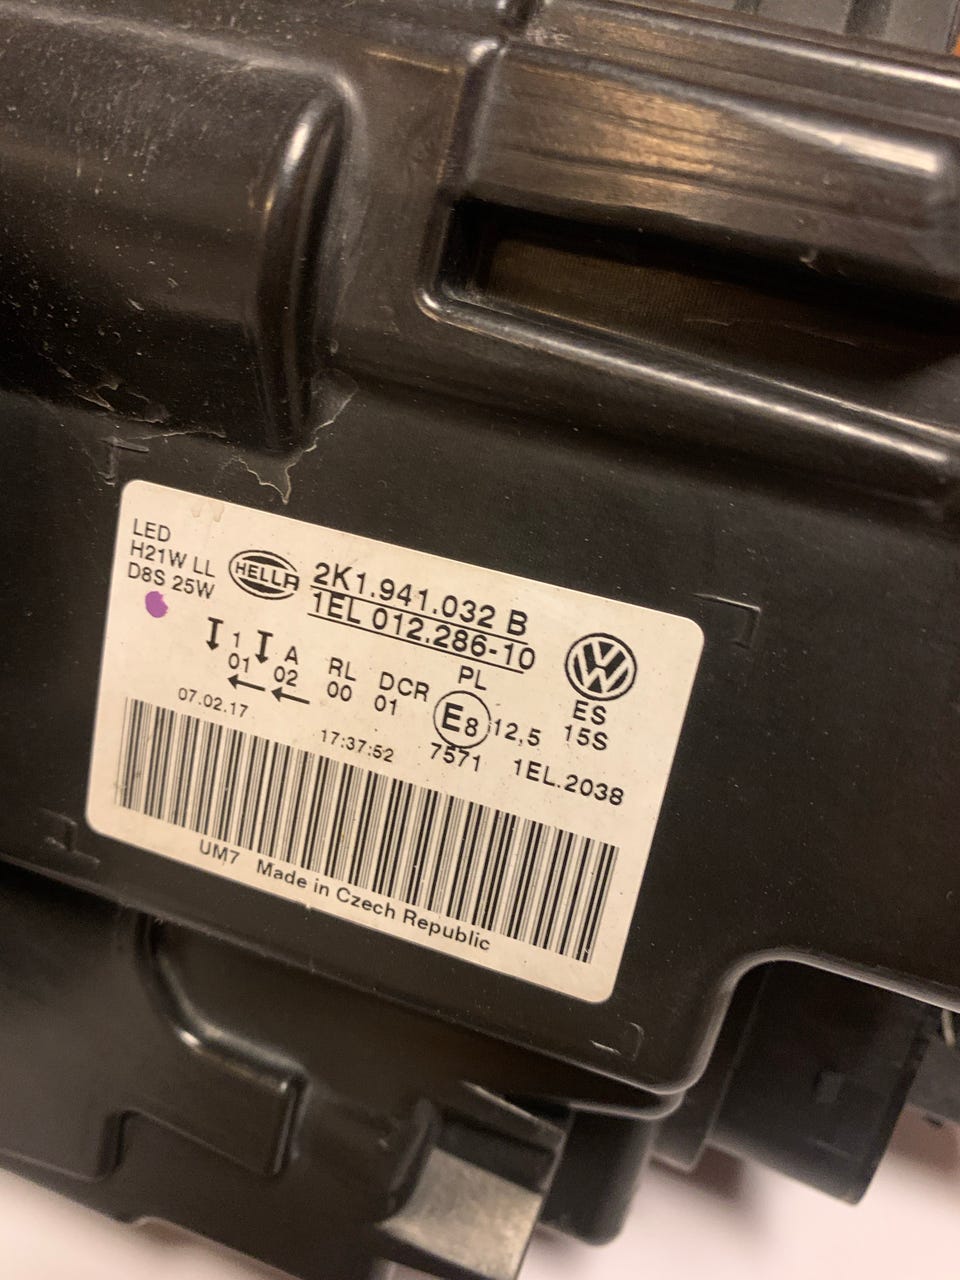 LED
H21W LL
D8S 25W
HELLA
2K1.941.032 B
1EL 012.286-10
VW
1 A RL DCR PL ES
01 02 00 01 E8 12,5 15S
7571 1EL.2038
07.02.17 17:37:52
UM7 Made in Czech Republic